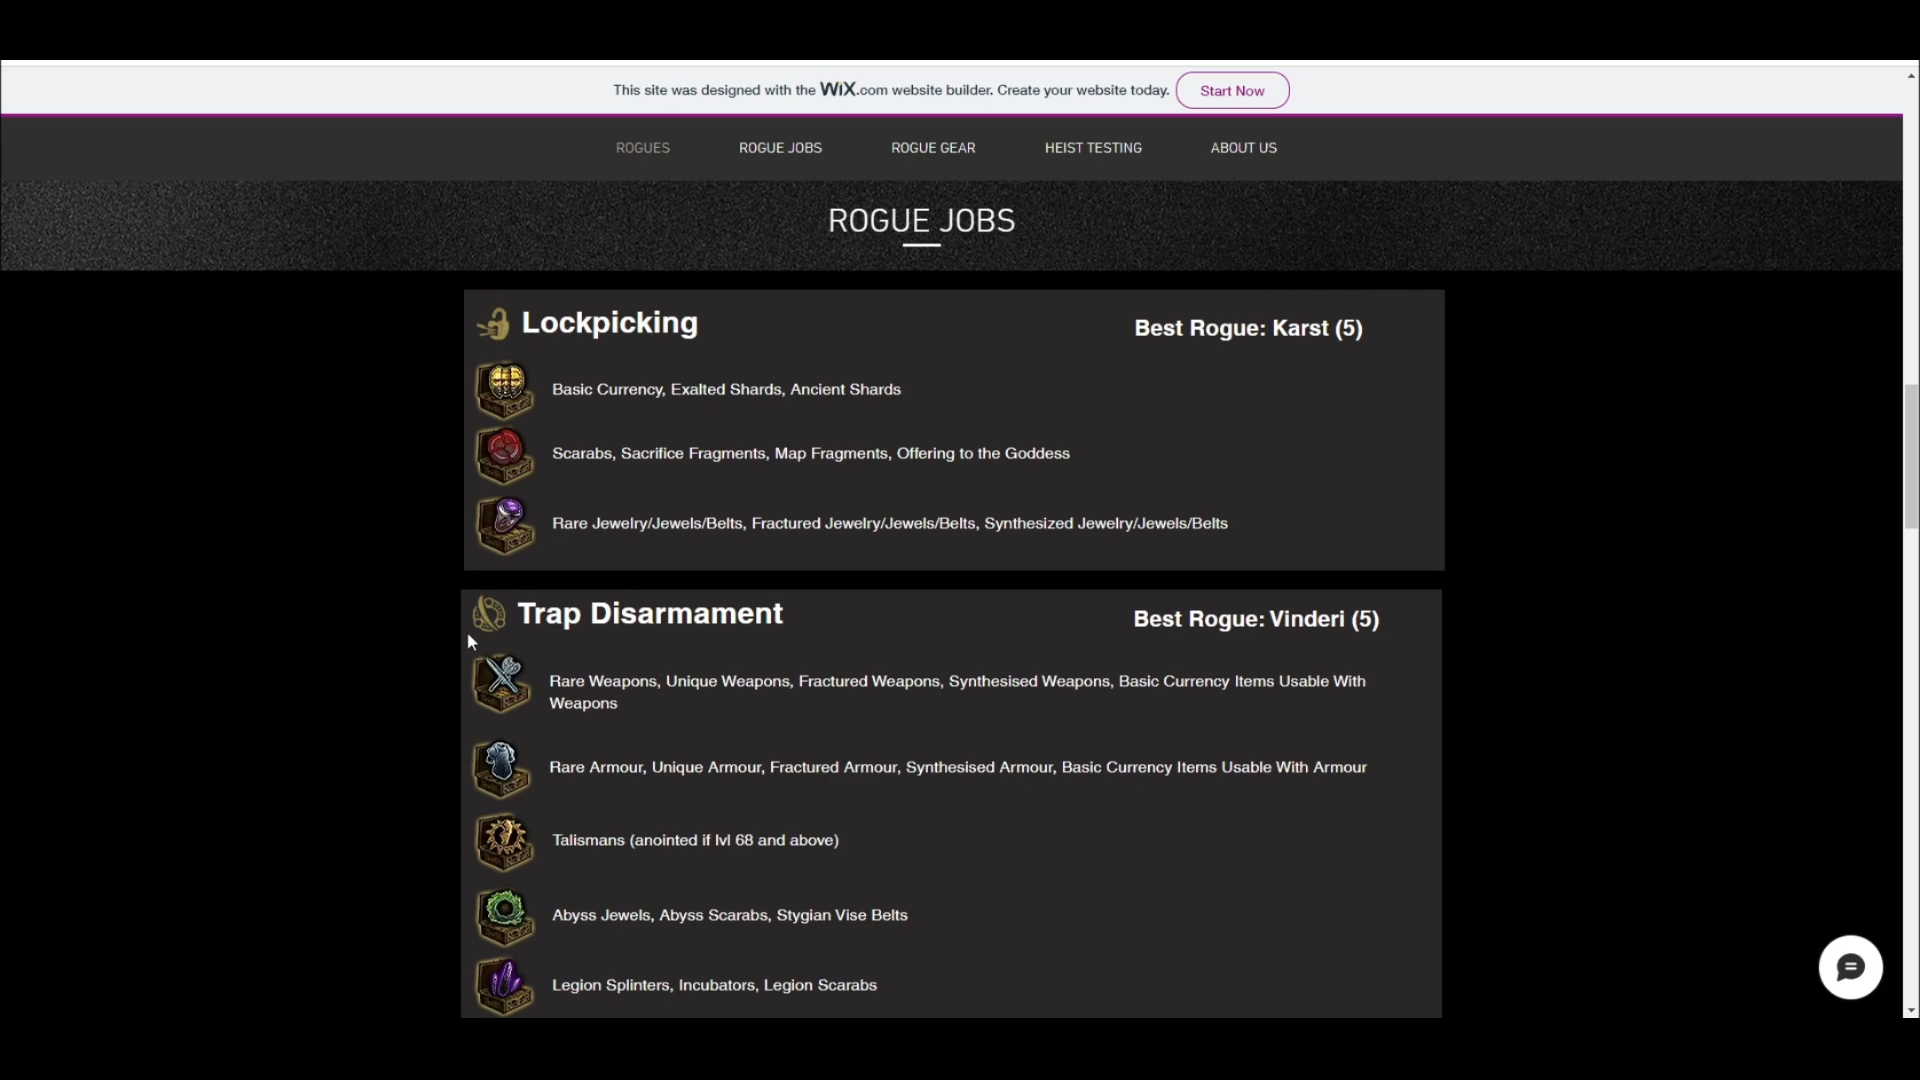 This site was designed with the WiX.com website builder. Create your website today. Start Now
ROGUES ROGUE JOBS ROGUE GEAR HEIST TESTING ABOUT US
ROGUE JOBS
Lockpicking Best Rogue: Karst (5)
Basic Currency, Exalted Shards, Ancient Shards
Scarabs, Sacrifice Fragments, Map Fragments, Offering to the Goddess
Rare Jewelry/Jewels/Belts, Fractured Jewelry/Jewels/Belts, Synthesized Jewelry/Jewels/Belts
Trap Disarmament Best Rogue: Vinderi (5)
Rare Weapons, Unique Weapons, Fractured Weapons, Synthesised Weapons, Basic Currency Items Usable With
Weapons
Rare Armour, Unique Armour, Fractured Armour, Synthesised Armour, Basic Currency Items Usable With Armour
Talismans (anointed if lvl 68 and above)
Abyss Jewels, Abyss Scarabs, Stygian Vise Belts
Legion Splinters, Incubators, Legion Scarabs